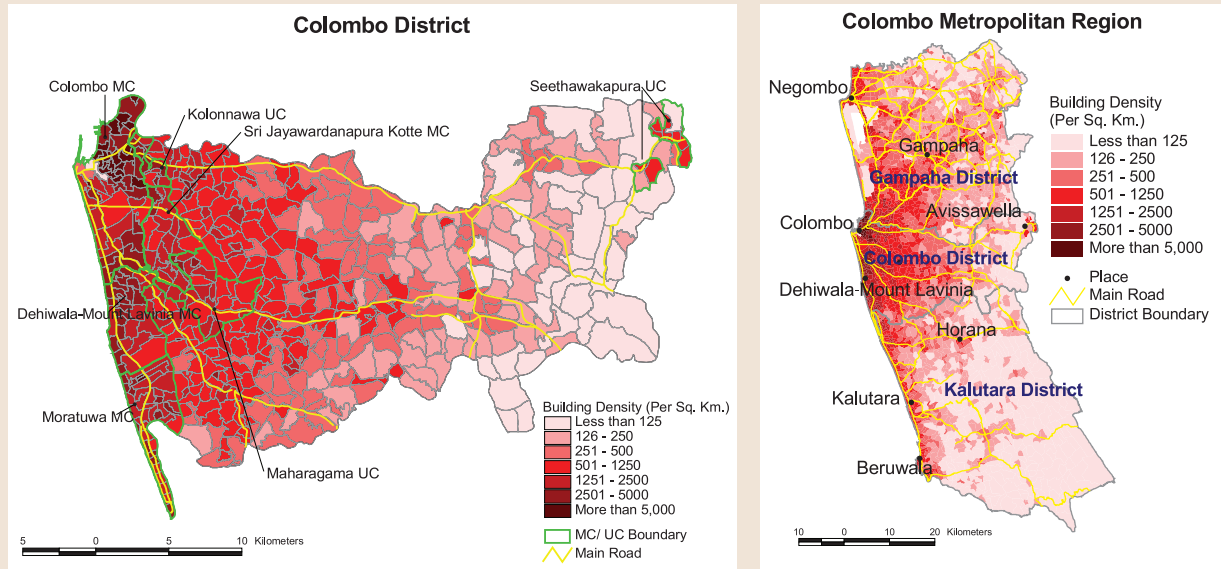 Colombo District
Colombo MC
Kolonnawa UC
Sri Jayawardanapura Kotte MC
Seethawakapura UC
Dehiwala-Mount Lavinia MC
Moratuwa MC
Maharagama UC
Building Density (Per Sq. Km.)
Less than 125
126 - 250
251 - 500
501 - 1250
1251 - 2500
2501 - 5000
More than 5,000
MC/ UC Boundary
Main Road
5 0 5 10 Kilometers
Colombo Metropolitan Region
Negombo
Gampaha
Gampaha District
Colombo
Avissawella
Colombo District
Dehiwala-Mount Lavinia
Horana
Kalutara District
Kalutara
Beruwala
Building Density
(Per Sq. Km.)
Less than 125
126 - 250
251 - 500
501 - 1250
1251 - 2500
2501 - 5000
More than 5,000
Place
Main Road
District Boundary
10 0 10 20 Kilometers